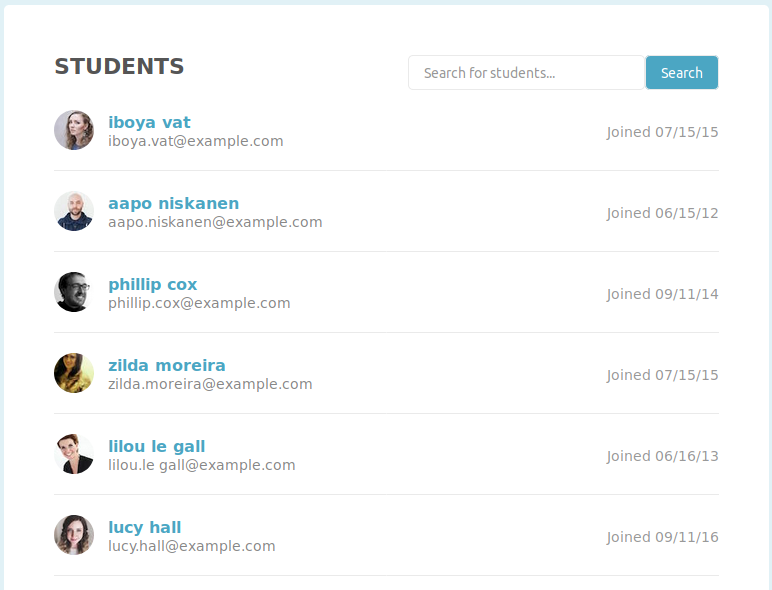 STUDENTS
Search for students...
Search
iboya vat
iboya.vat@example.com
Joined 07/15/15
aapo niskanen
aapo.niskanen@example.com
Joined 06/15/12
phillip cox
phillip.cox@example.com
Joined 09/11/14
zilda moreira
zilda.moreira@example.com
Joined 07/15/15
lilou le gall
lilou.le gall@example.com
Joined 06/16/13
lucy hall
lucy.hall@example.com
Joined 09/11/16